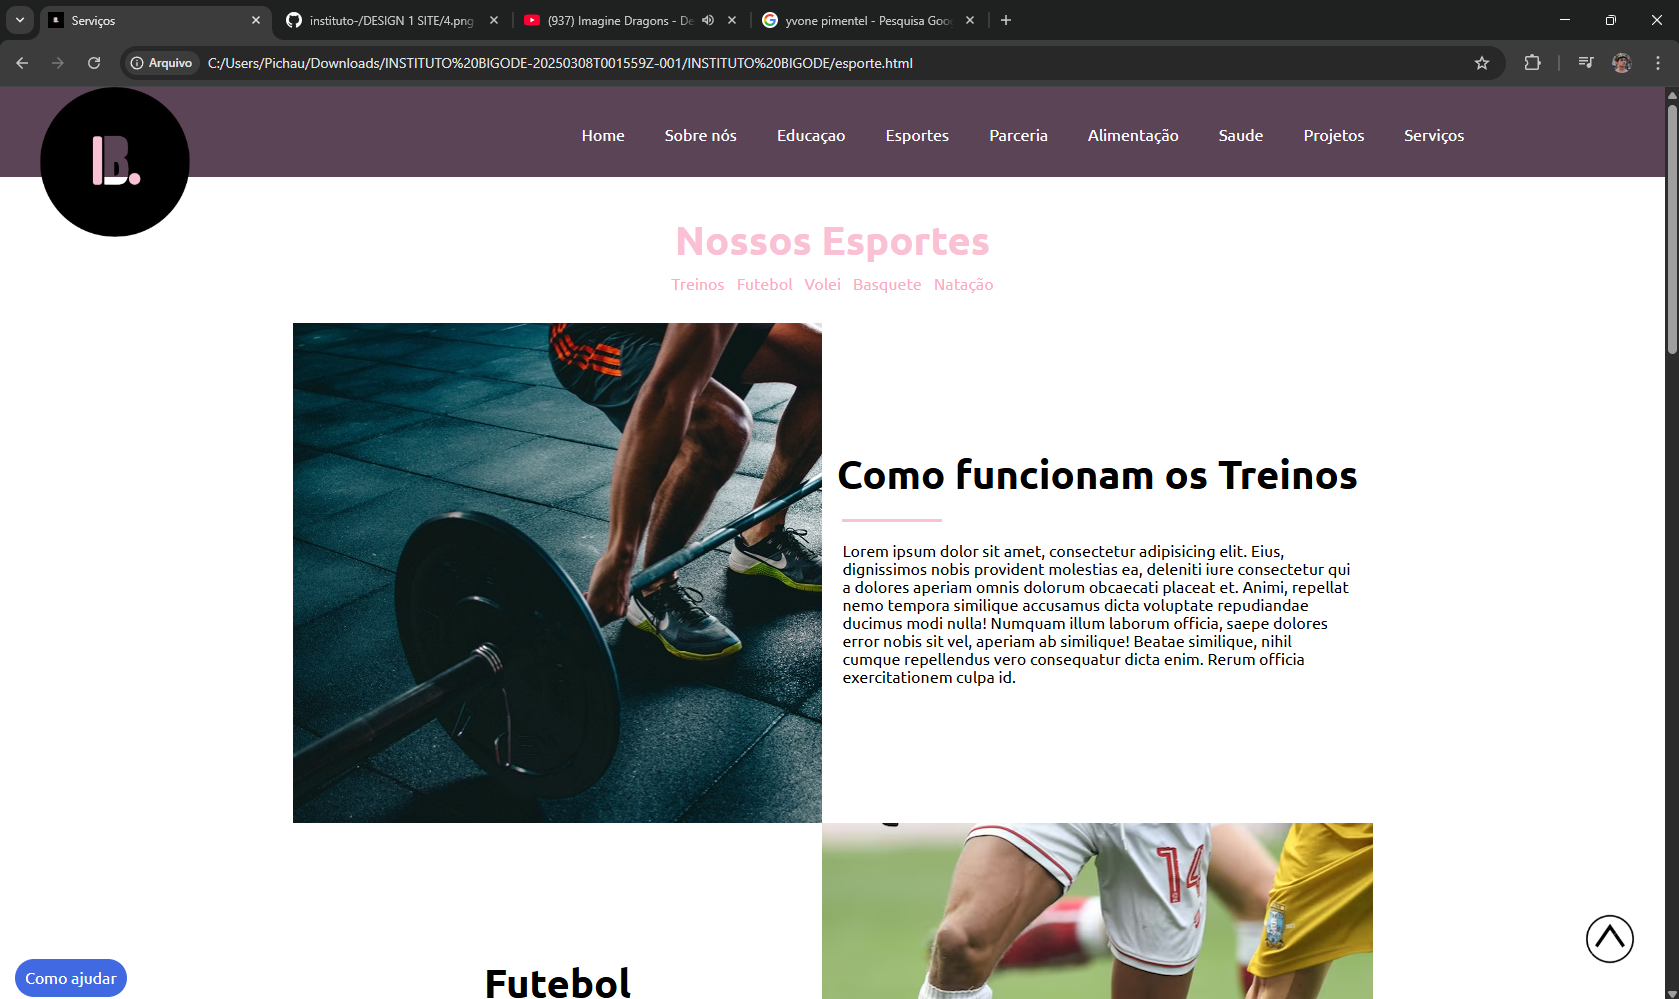 Serviços
instituto-/DESIGN 1 SITE/4.png
(937) Imagine Dragons - De
yvone pimentel - Pesquisa Goo
Arquivo
C:/Users/Pichau/Downloads/INSTITUTO%20BIGODE-20250308T001559Z-001/INSTITUTO%20BIGODE/esporte.html
B.
Home Sobre nós Educaçao Esportes Parceria Alimentação Saude Projetos Serviços
Nossos Esportes
Treinos Futebol Volei Basquete Natação
Como funcionam os Treinos
Lorem ipsum dolor sit amet, consectetur adipisicing elit. Eius,
dignissimos nobis provident molestias ea, deleniti iure consectetur qui
a dolores aperiam omnis dolorum obcaecati placeat et. Animi, repellat
nemo tempora similique accusamus dicta voluptate repudiandae
ducimus modi nulla! Numquam illum laborum officia, saepe dolores
error nobis sit vel, aperiam ab similique! Beatae similique, nihil
cumque repellendus vero consequatur dicta enim. Rerum officia
exercitationem culpa id.
14
Futebol
Como ajudar